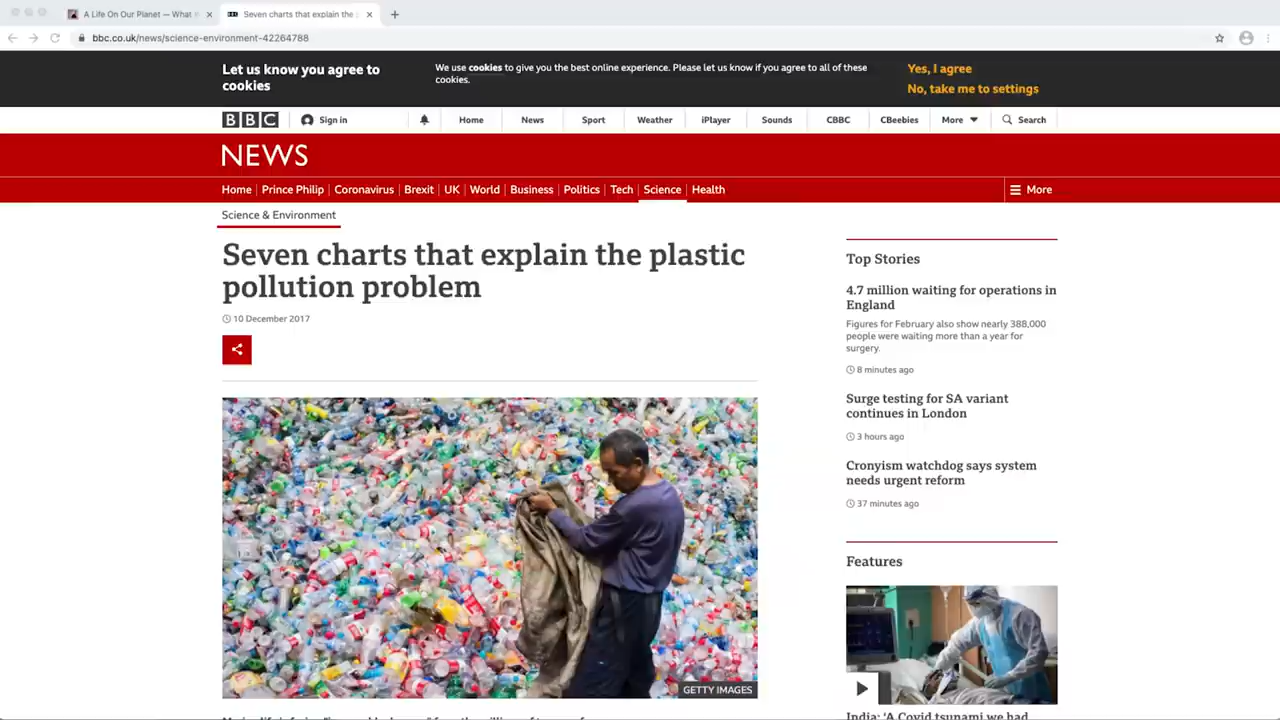 A Life On Our Planet — What
Seven charts that explain the
bbc.co.uk/news/science-environment-42264788
Let us know you agree to
cookies
We use cookies to give you the best online experience. Please let us know if you agree to all of these
cookies.
Yes, I agree
No, take me to settings
BBC
Sign in
Home
News
Sport
Weather
iPlayer
Sounds
CBBC
CBeebies
More
Search
NEWS
Home
Prince Philip
Coronavirus
Brexit
UK
World
Business
Politics
Tech
Science
Health
More
Science & Environment
Seven charts that explain the plastic
pollution problem
10 December 2017
GETTY IMAGES
Top Stories
4.7 million waiting for operations in
England
Figures for February also show nearly 388,000
people were waiting more than a year for
surgery.
8 minutes ago
Surge testing for SA variant
continues in London
3 hours ago
Cronyism watchdog says system
needs urgent reform
37 minutes ago
Features
India: 'A Covid tsunami we had